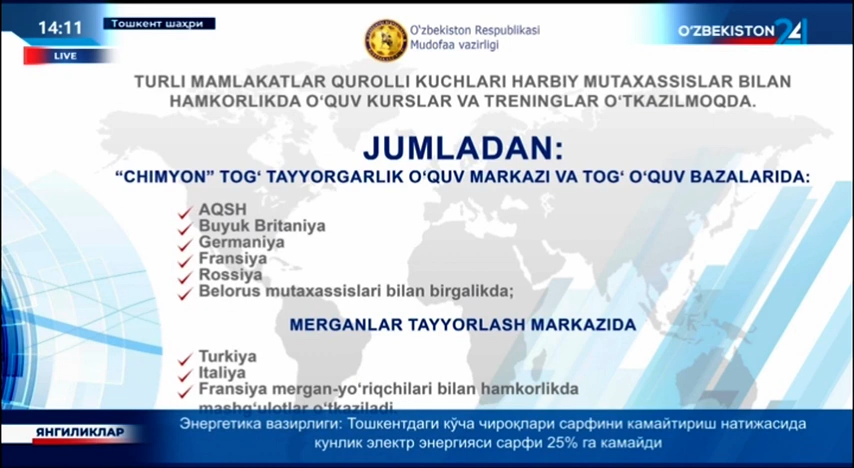 14:11
LIVE
Тошкент шаҳри
O‘zbekiston Respublikasi
Mudofaa vazirligi
O‘ZBEKISTON 24
TURLI MAMLAKATLAR QUROLLI KUCHLARI HARBIY MUTAXASSISLAR BILAN
HAMKORLIKDA O‘QUV KURSLAR VA TRENINGLAR O‘TKAZILMOQDA.
JUMLADAN:
“CHIMYON” TOG‘ TAYYORGARLIK O‘QUV MARKAZI VA TOG‘ O‘QUV BAZALARIDA:
AQSH
Buyuk Britaniya
Germaniya
Fransiya
Rossiya
Belorus mutaxassislari bilan birgalikda;
MERGANLAR TAYYORLASH MARKAZIDA
Turkiya
Italiya
Fransiya mergan-yo‘riqchilari bilan hamkorlikda
mashg‘ulotlar o‘tkaziladi.
ЯНГИЛИКЛАР
Энергетика вазирлиги: Тошкентдаги кўча чироқлари сарфини камайтириш натижасида
кунлик электр энергияси сарфи 25% га камайди